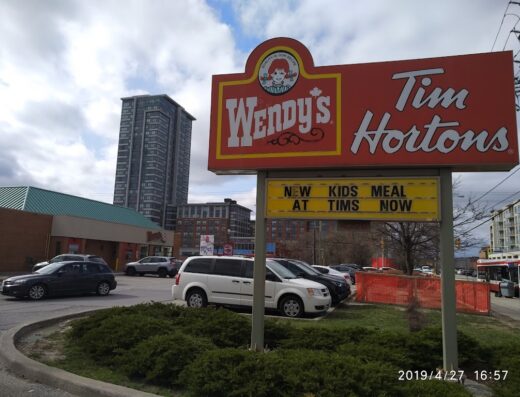 Wendy's
Tim
Hortons
NEW KIDS MEAL
AT TIMS NOW
2019/4/27 16:57